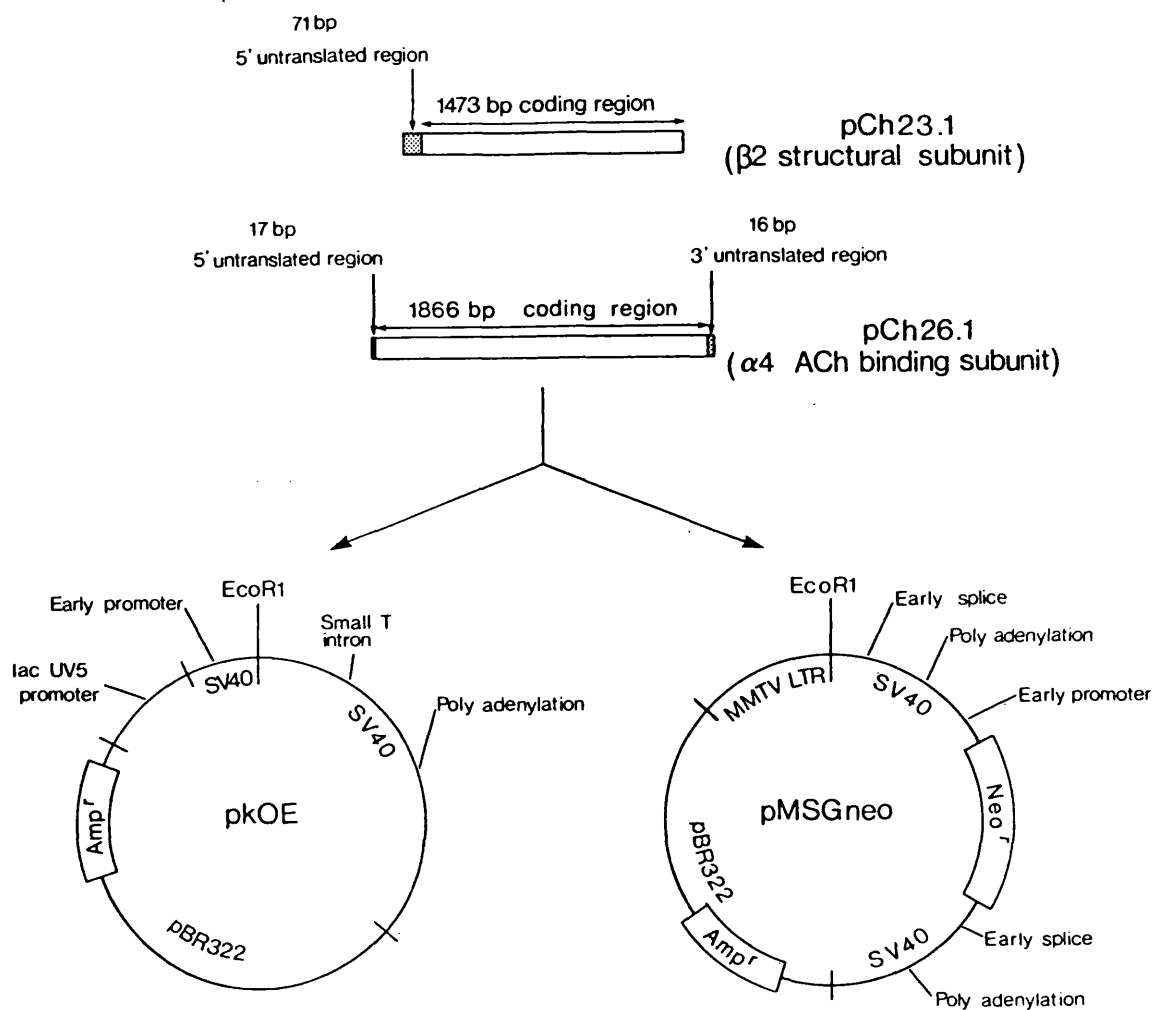 71 bp
5' untranslated region
1473 bp coding region
pCh23.1
(β2 structural subunit)
17 bp
5' untranslated region
16 bp
3' untranslated region
1866 bp coding region
pCh26.1
(α4 ACh binding subunit)
EcoR1
Early promoter
Small T
intron
lac UV5
promoter
SV40
SV40
Poly adenylation
Amp^r
pkOE
pBR322
EcoR1
Early splice
Poly adenylation
Early promoter
MMTV LTR
SV40
Neo^r
pMSGneo
pBR322
Amp^r
SV40
Early splice
Poly adenylation